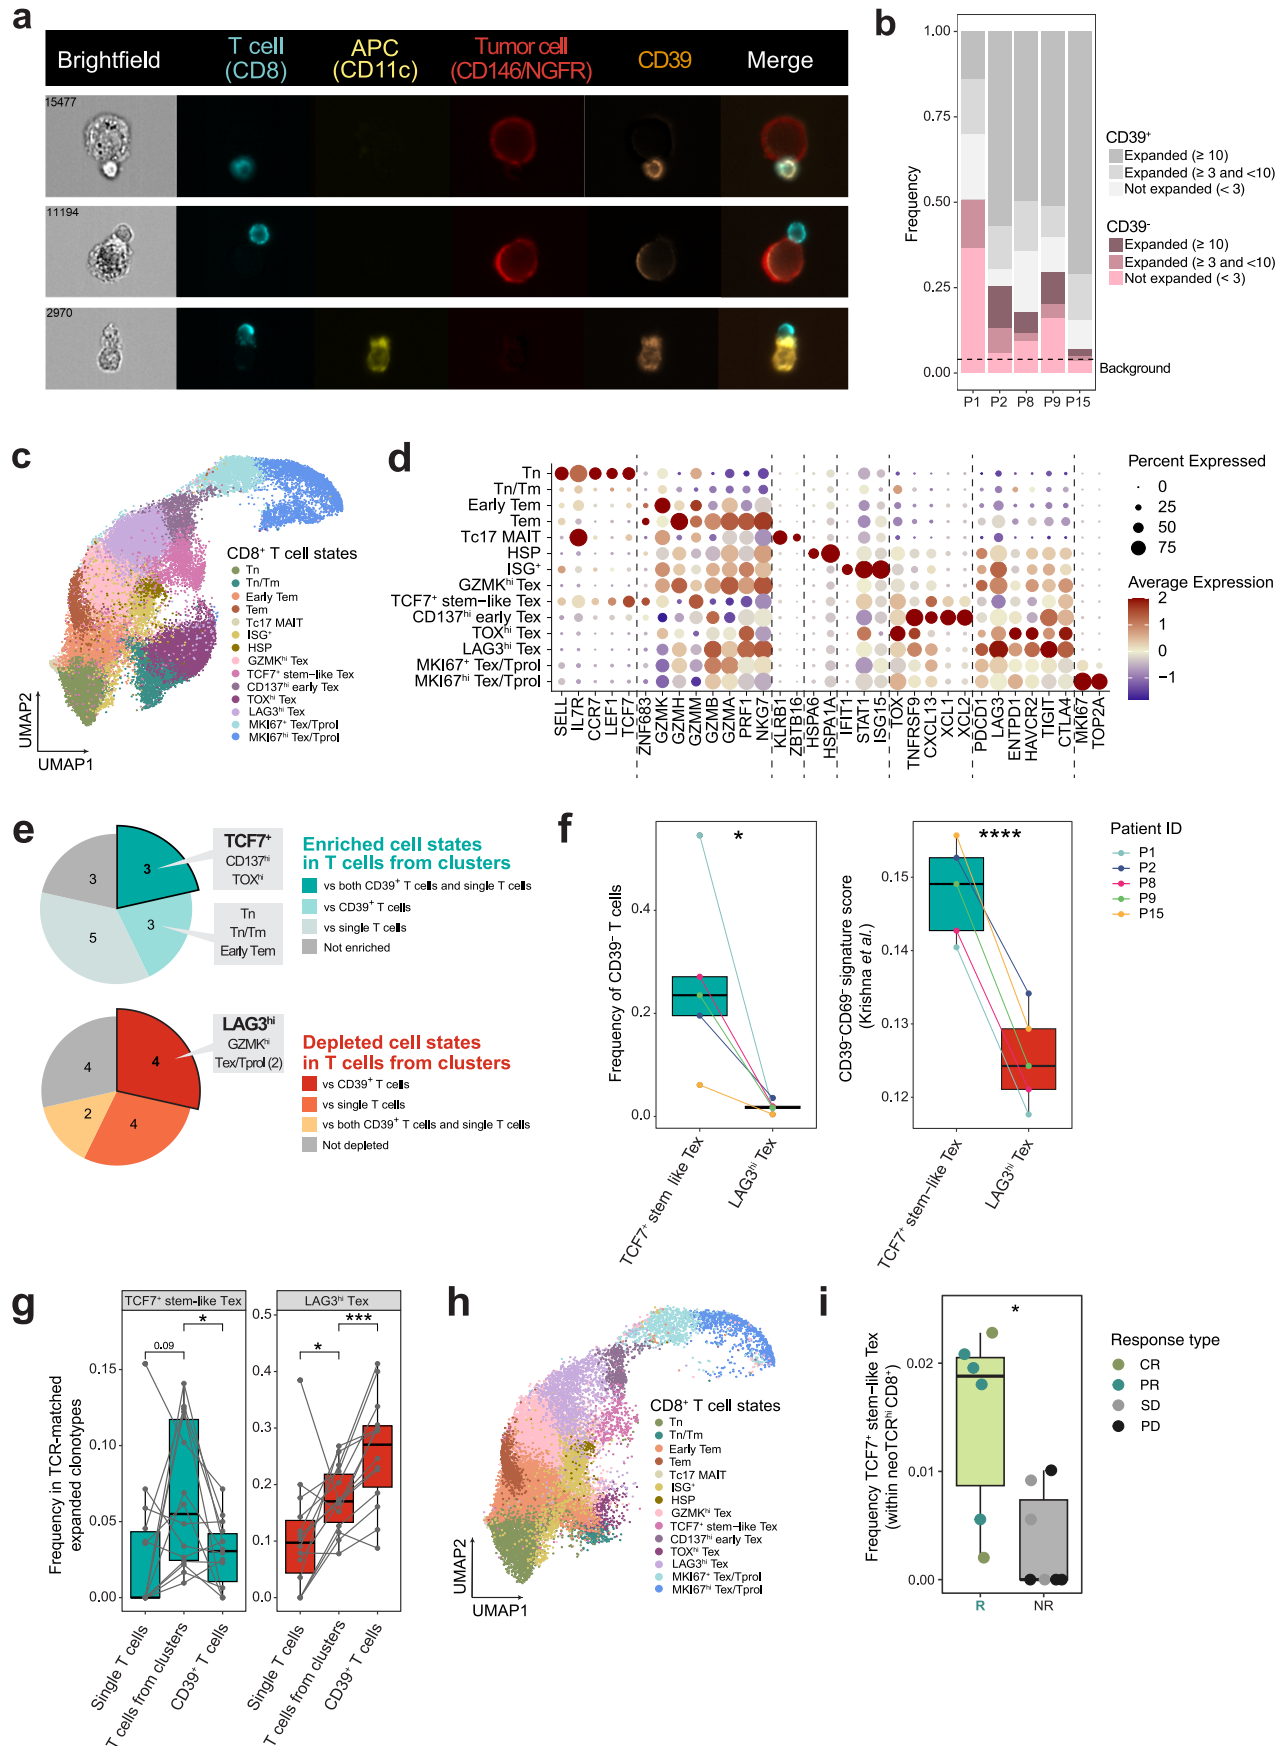 a
Brightfield
T cell
(CD8)
APC
(CD11c)
Tumor cell
(CD146/NGFR)
CD39
Merge
15477
11194
2970
b
Frequency
1.00
0.75
0.50
0.25
0.00
P1 P2 P8 P9 P15
CD39+
Expanded (≥ 10)
Expanded (≥ 3 and <10)
Not expanded (< 3)
CD39-
Expanded (≥ 10)
Expanded (≥ 3 and <10)
Not expanded (< 3)
Background
c
UMAP2
UMAP1
CD8+ T cell states
Tn
Tn/Tm
Early Tem
Tem
Tc17 MAIT
ISG+
HSP
GZMKhi Tex
TCF7+ stem-like Tex
CD137hi early Tex
TOXhi Tex
LAG3hi Tex
MKI67+ Tex/Tprol
MKI67hi Tex/Tprol
d
Tn
Tn/Tm
Early Tem
Tem
Tc17 MAIT
HSP
ISG+
GZMKhi Tex
TCF7+ stem−like Tex
CD137hi early Tex
TOXhi Tex
LAG3hi Tex
MKI67+ Tex/Tprol
MKI67hi Tex/Tprol
SELL IL7R CCR7 LEF1 TCF7 ZNF683 GZMK GZMH GZMM GZMB GZMA PRF1 NKG7 KLRB1 ZBTB16 HSPA6 HSPA1A IFIT1 STAT1 ISG15 TOX TNFRSF9 CXCL13 XCL1 XCL2 PDCD1 LAG3 ENTPD1 HAVCR2 TIGIT CTLA4 MKI67 TOP2A
Percent Expressed
0
25
50
75
Average Expression
2
1
0
−1
e
3
3
5
3
TCF7+
CD137hi
TOXhi
Tn
Tn/Tm
Early Tem
Enriched cell states
in T cells from clusters
vs both CD39+ T cells and single T cells
vs CD39+ T cells
vs single T cells
Not enriched
4
4
2
4
LAG3hi
GZMKhi
Tex/Tprol (2)
Depleted cell states
in T cells from clusters
vs CD39+ T cells
vs single T cells
vs both CD39+ T cells and single T cells
Not depleted
f
Frequency of CD39- T cells
0.4
0.2
0.0
*
TCF7+ stem like Tex
LAG3hi Tex
CD39-CD69- signature score
(Krishna et al.)
0.15
0.14
0.13
0.12
****
TCF7+ stem−like Tex
LAG3hi Tex
Patient ID
P1
P2
P8
P9
P15
g
Frequency in TCR-matched
expanded clonotypes
TCF7+ stem-like Tex
0.15
0.10
0.05
0.00
0.09
*
Single T cells
T cells from clusters
CD39+ T cells
LAG3hi Tex
0.5
0.4
0.3
0.2
0.1
0.0
*
***
Single T cells
T cells from clusters
CD39+ T cells
h
UMAP2
UMAP1
CD8+ T cell states
Tn
Tn/Tm
Early Tem
Tem
Tc17 MAIT
ISG+
HSP
GZMKhi Tex
TCF7+ stem-like Tex
CD137hi early Tex
TOXhi Tex
LAG3hi Tex
MKI67+ Tex/Tprol
MKI67hi Tex/Tprol
i
Frequency TCF7+ stem−like Tex
(within neoTCRhi CD8+)
0.02
0.01
0.00
*
R
NR
Response type
CR
PR
SD
PD